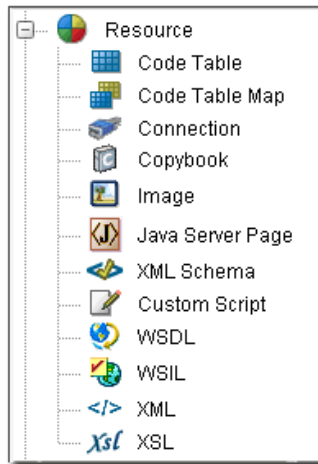 Resource
Code Table
Code Table Map
Connection
Copybook
Image
Java Server Page
XML Schema
Custom Script
WSDL
WSIL
</> XML
Xsl XSL